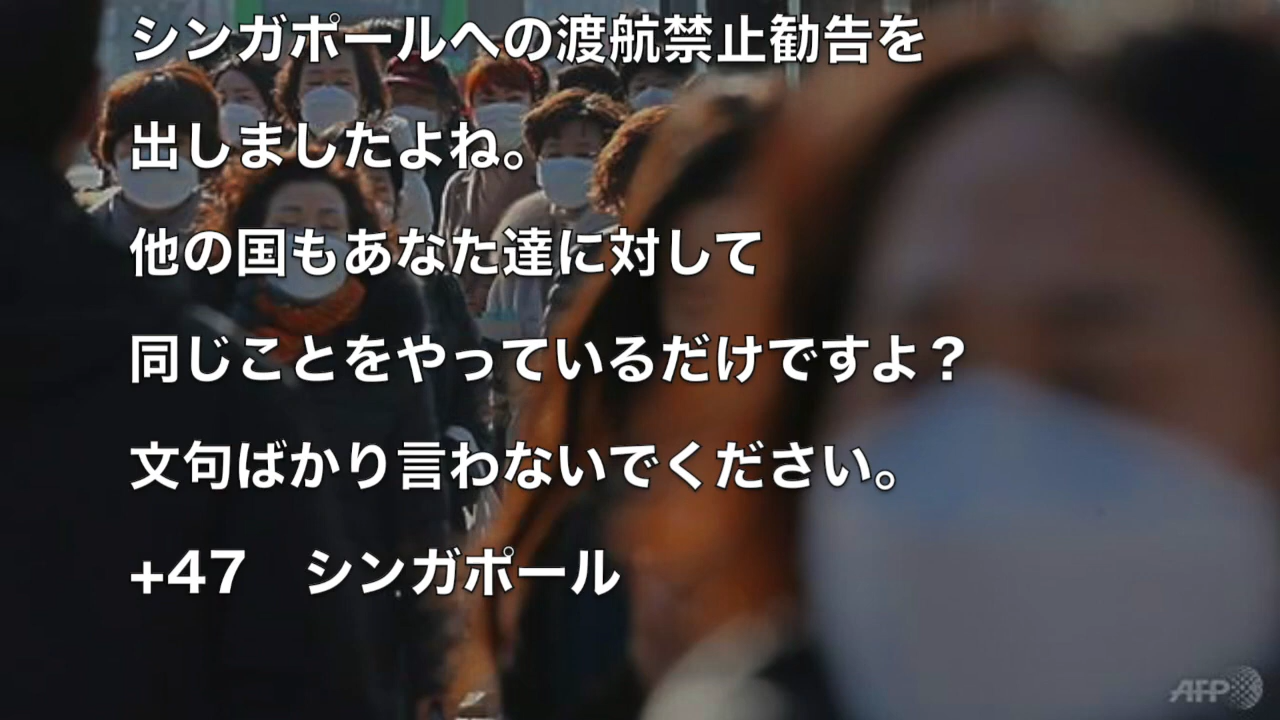 シンガポールへの渡航禁止勧告を
出しましたよね。
他の国もあなた達に対して
同じことをやっているだけですよ？
文句ばかり言わないでください。
+47　シンガポール
AFP